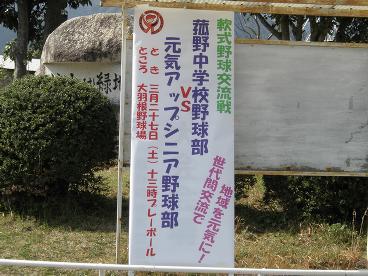 軟式野球交流戦
菰野中学校野球部
VS
元気アップシニア野球部
とき 三月二十七日(土) 十三時プレーボール
ところ 大羽根野球場
地域を元気に!
世代間交流で
緑地